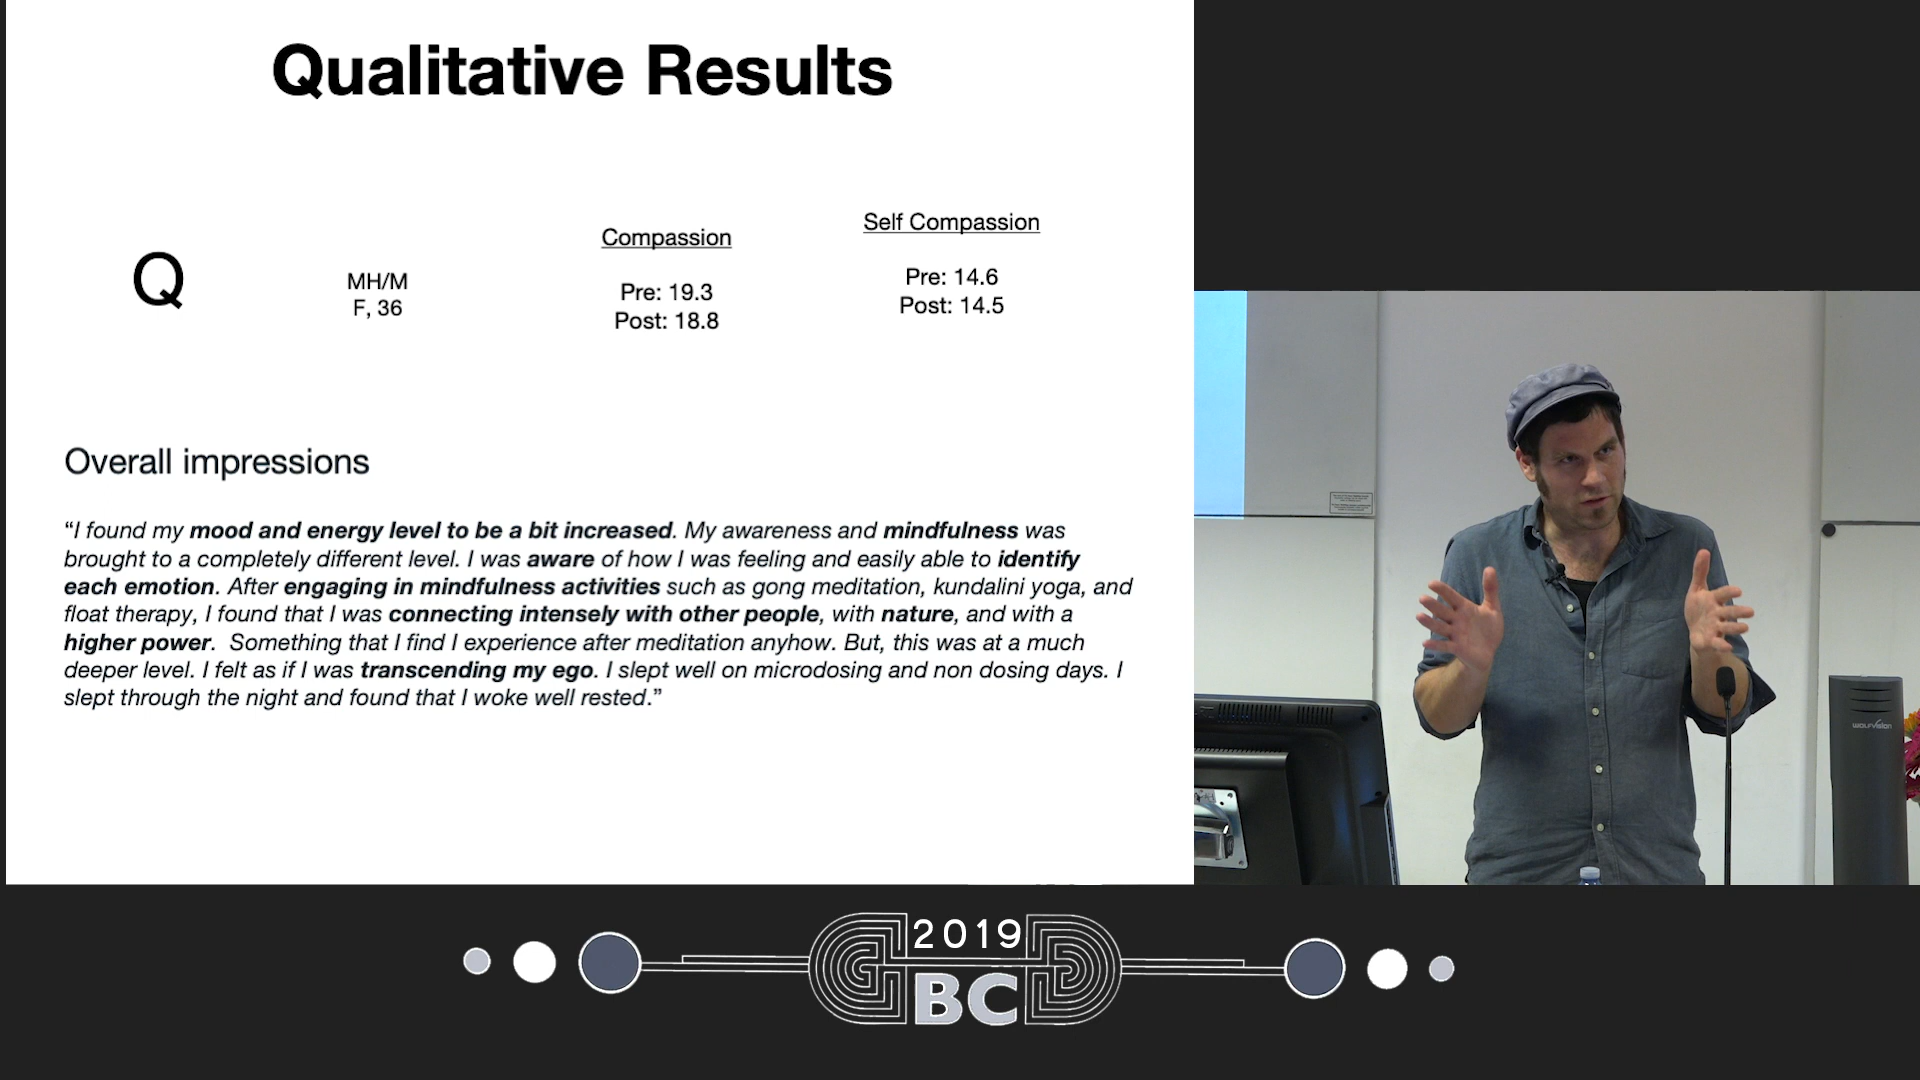 Qualitative Results
Q
MH/M
F, 36
Compassion
Pre: 19.3
Post: 18.8
Self Compassion
Pre: 14.6
Post: 14.5
Overall impressions
“I found my mood and energy level to be a bit increased. My awareness and mindfulness was
brought to a completely different level. I was aware of how I was feeling and easily able to identify
each emotion. After engaging in mindfulness activities such as gong meditation, kundalini yoga, and
float therapy, I found that I was connecting intensely with other people, with nature, and with a
higher power. Something that I find I experience after meditation anyhow. But, this was at a much
deeper level. I felt as if I was transcending my ego. I slept well on microdosing and non dosing days. I
slept through the night and found that I woke well rested.”
WOLFVision
2019
BC